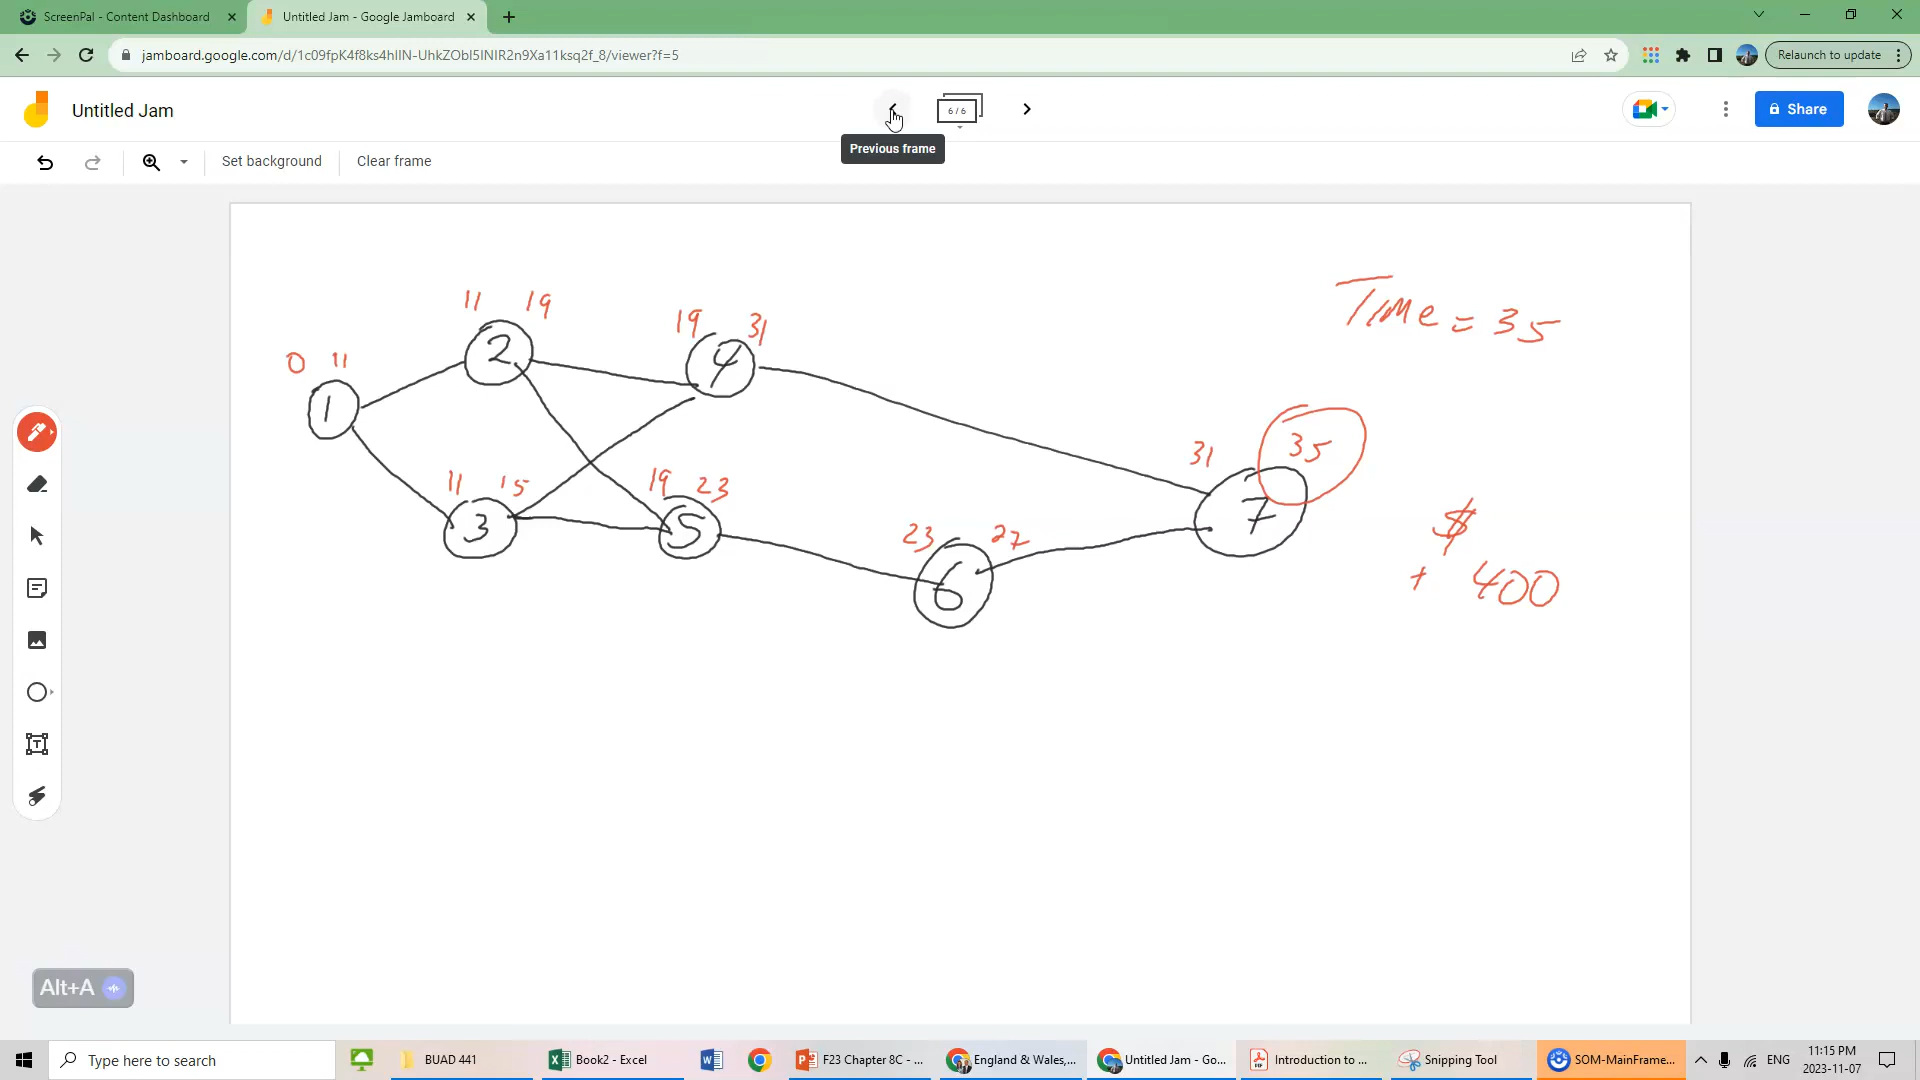 ScreenPal - Content Dashboard
Untitled Jam - Google Jamboard
jamboard.google.com/d/1c09fpK4f8ks4hIIN-UhkZObI5INIR2n9Xa11ksq2f_8/viewer?f=5
Relaunch to update
Untitled Jam
6 / 6
Share
Previous frame
Set background
Clear frame
Time = 35
11 19
19 31
0 11
2
4
1
31 35
11 15
19 23
3
5
7
23 27
6
$
+ 400
Alt+A
Type here to search
BUAD 441
Book2 - Excel
F23 Chapter 8C - ...
England & Wales,...
Untitled Jam - Go...
Introduction to ...
Snipping Tool
SOM-MainFrame...
ENG
11:15 PM
2023-11-07